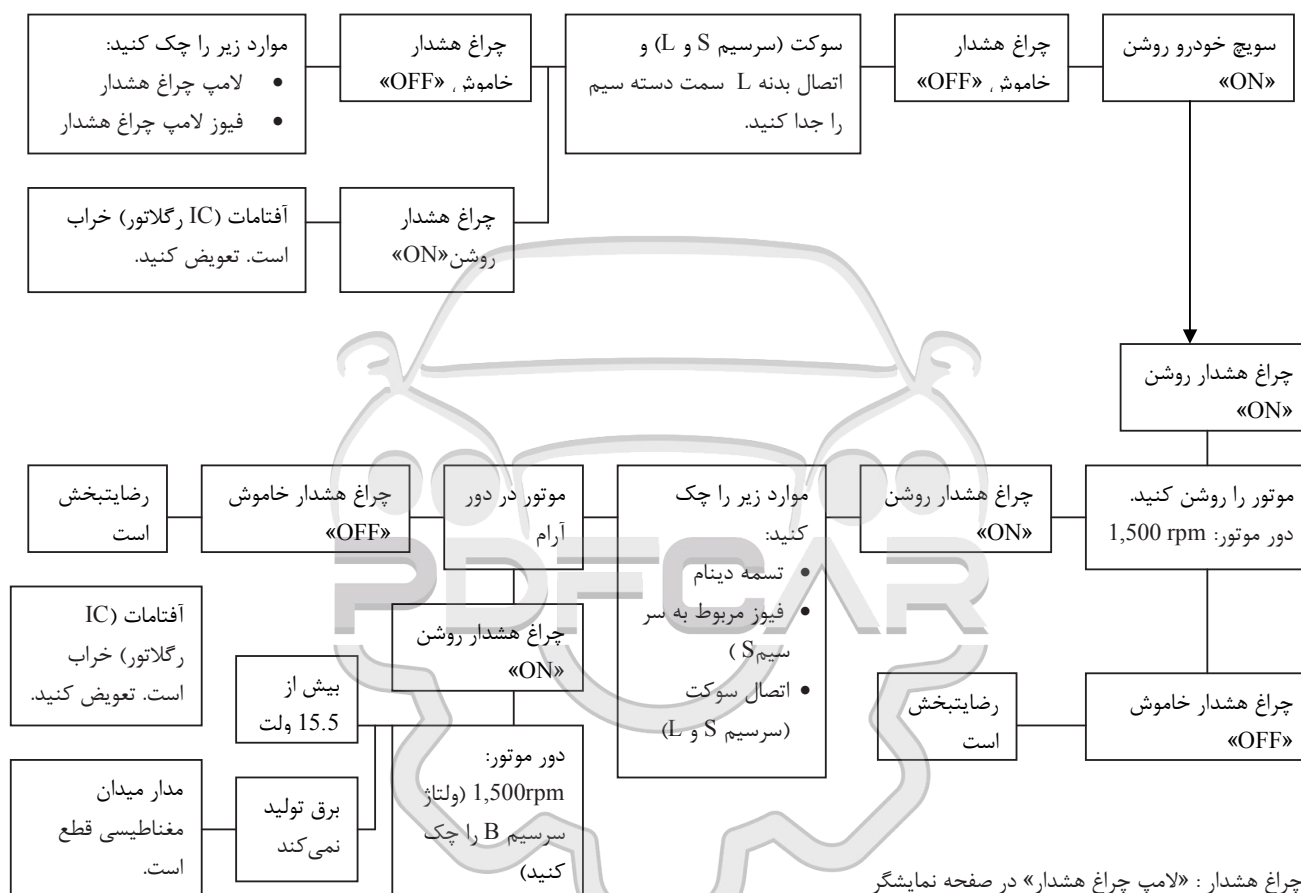 سویچ خودرو روشن
«ON»
چراغ هشدار
خاموش «OFF»
سوکت (سرسیم S و L) و
اتصال بدنه L سمت دسته سیم
را جدا کنید.
چراغ هشدار
خاموش «OFF»
موارد زیر را چک کنید:
• لامپ چراغ هشدار
• فیوز لامپ چراغ هشدار
چراغ هشدار
روشن«ON»
آفتامات (IC رگلاتور) خراب
است. تعویض کنید.
چراغ هشدار روشن
«ON»
موتور را روشن کنید.
دور موتور: 1,500 rpm
چراغ هشدار روشن
«ON»
موارد زیر را چک
کنید:
• تسمه دینام
• فیوز مربوط به سر
سیمS )
• اتصال سوکت
(سرسیم S و L)
موتور در دور
آرام
چراغ هشدار خاموش
«OFF»
رضایتبخش
است
چراغ هشدار روشن
«ON»
دور موتور:
1,500rpm (ولتاژ
سرسیم B را چک
کنید)
بیش از
15.5 ولت
آفتامات (IC
رگلاتور) خراب
است. تعویض کنید.
برق تولید
نمی‌کند
مدار میدان
مغناطیسی قطع
است.
چراغ هشدار خاموش
«OFF»
رضایتبخش
است
چراغ هشدار : «لامپ چراغ هشدار» در صفحه نمایشگر
PDFCAR